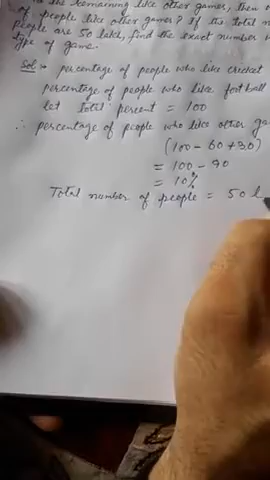 the remaining like other games, then
of people like other games? If the total
people are 50 lakh, find the exact number
type of game.
Sol :- percentage of people who like cricket
percentage of people who like football
let total percent = 100
∴ percentage of people who like other ga
(100 - 60 + 30)
= 100 - 90
= 10%
Total number of people = 50 l